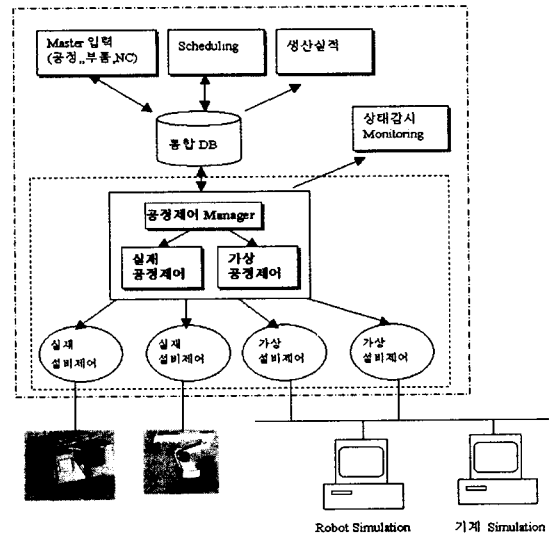 Master 입력
(공정,,부품,NC)
Scheduling
생산실적
통합 DB
상태감시
Monitoring
공정제어 Manager
실재
공정제어
가상
공정제어
실재
설비제어
실재
설비제어
가상
설비제어
가상
설비제어
Robot Simulation
기계 Simulation